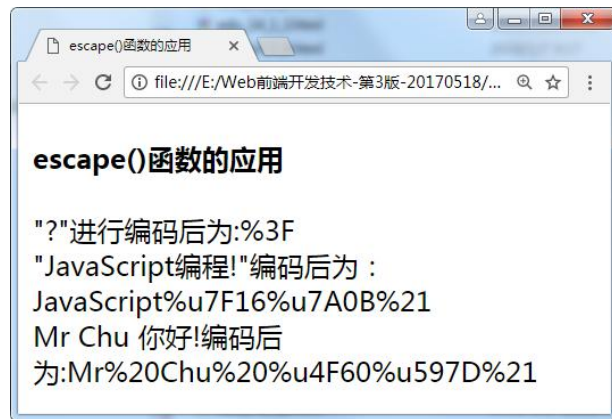 escape()函数的应用
file:///E:/Web前端开发技术-第3版-20170518/...
escape()函数的应用
"?"进行编码后为:%3F
"JavaScript编程!"编码后为：
JavaScript%u7F16%u7A0B%21
Mr Chu 你好!编码后
为:Mr%20Chu%20%u4F60%u597D%21